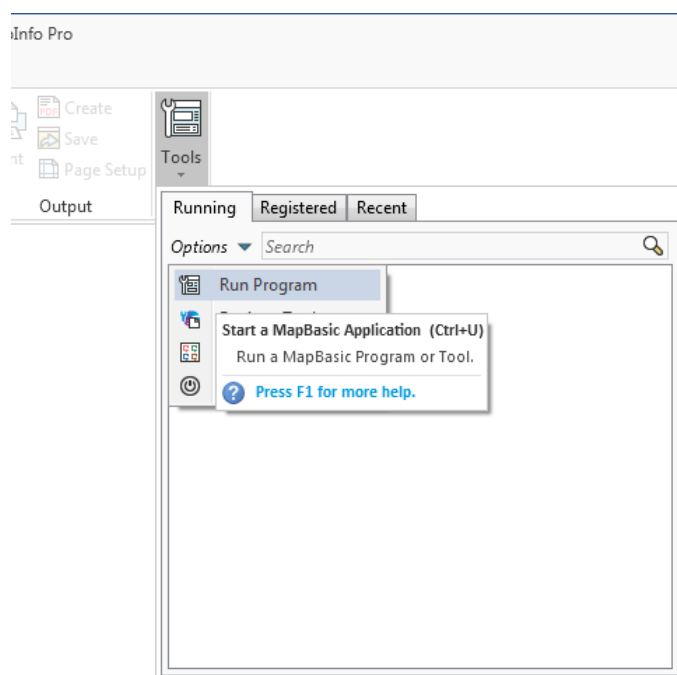 Info Pro
Create
Save
nt Page Setup
Output
Tools
Running Registered Recent
Options Search
Run Program
Start a MapBasic Application (Ctrl+U)
Run a MapBasic Program or Tool.
? Press F1 for more help.